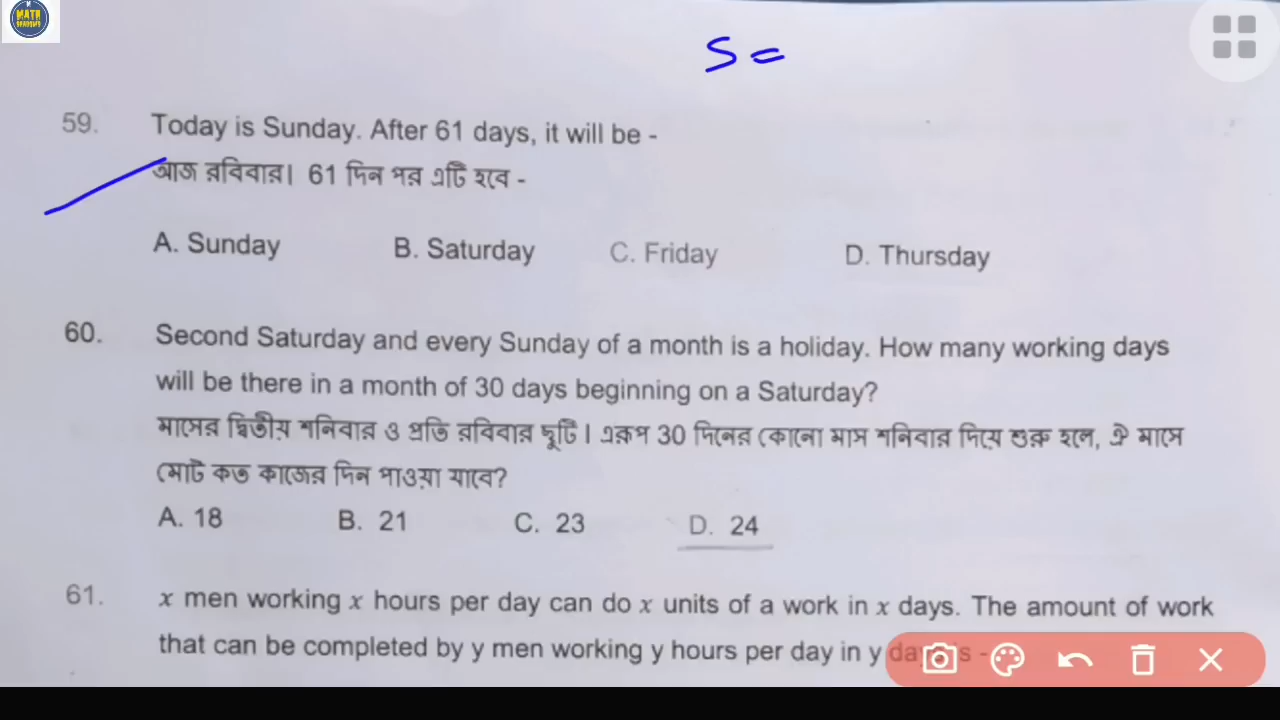 MATH
S =
59. Today is Sunday. After 61 days, it will be -
আজ রবিবার। 61 দিন পর এটি হবে -
A. Sunday B. Saturday C. Friday D. Thursday
60. Second Saturday and every Sunday of a month is a holiday. How many working days
will be there in a month of 30 days beginning on a Saturday?
মাসের দ্বিতীয় শনিবার ও প্রতি রবিবার ছুটি। এরূপ 30 দিনের কোনো মাস শনিবার দিয়ে শুরু হলে, ঐ মাসে
মোট কত কাজের দিন পাওয়া যাবে?
A. 18 B. 21 C. 23 D. 24
61. x men working x hours per day can do x units of a work in x days. The amount of work
that can be completed by y men working y hours per day in y days is -